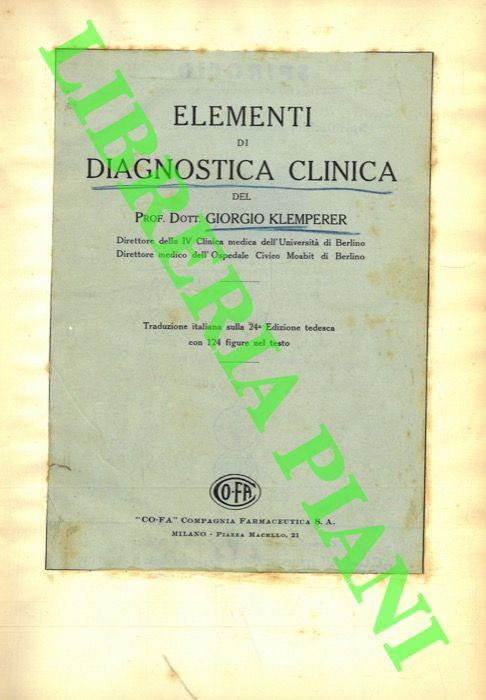 ELEMENTI
DI
DIAGNOSTICA CLINICA
DEL
PROF. DOTT. GIORGIO KLEMPERER
Direttore della IV Clinica medica dell'Università di Berlino
Direttore medico dell'Ospedale Civico Moabit di Berlino
Traduzione italiana sulla 24ª Edizione tedesca
con 124 figure nel testo
CO-FA
"CO-FA" COMPAGNIA FARMACEUTICA S. A.
MILANO - PIAZZA MACELLO, 21
LIBRERIA PIANI